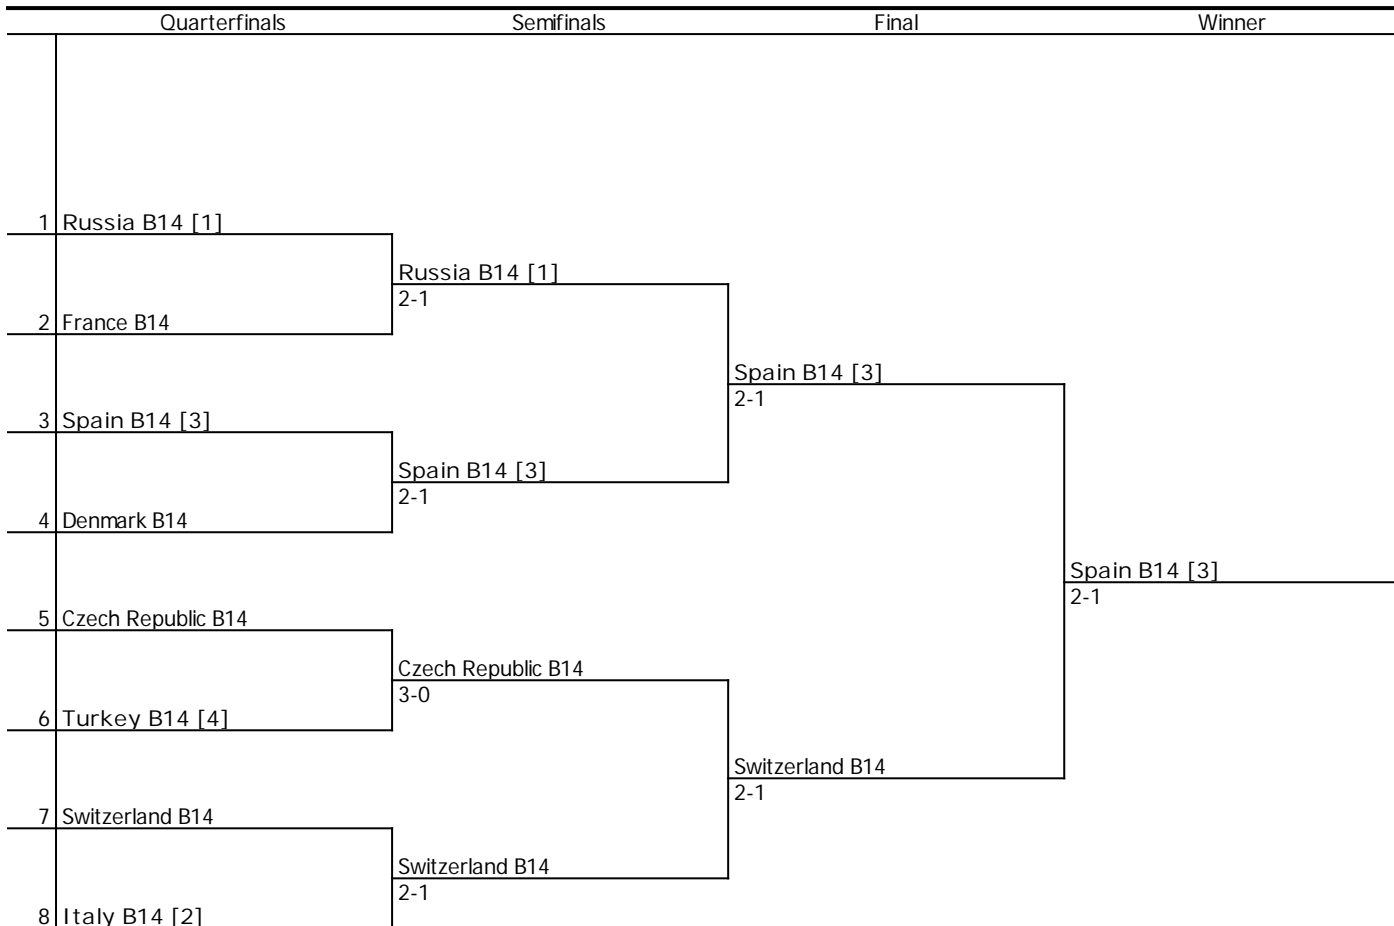 Quarterfinals Semifinals Final Winner
1 Russia B14 [1]
Russia B14 [1]
2-1
2 France B14
Spain B14 [3]
2-1
3 Spain B14 [3]
Spain B14 [3]
2-1
4 Denmark B14
Spain B14 [3]
2-1
5 Czech Republic B14
Czech Republic B14
3-0
6 Turkey B14 [4]
Switzerland B14
2-1
7 Switzerland B14
Switzerland B14
2-1
8 Italy B14 [2]